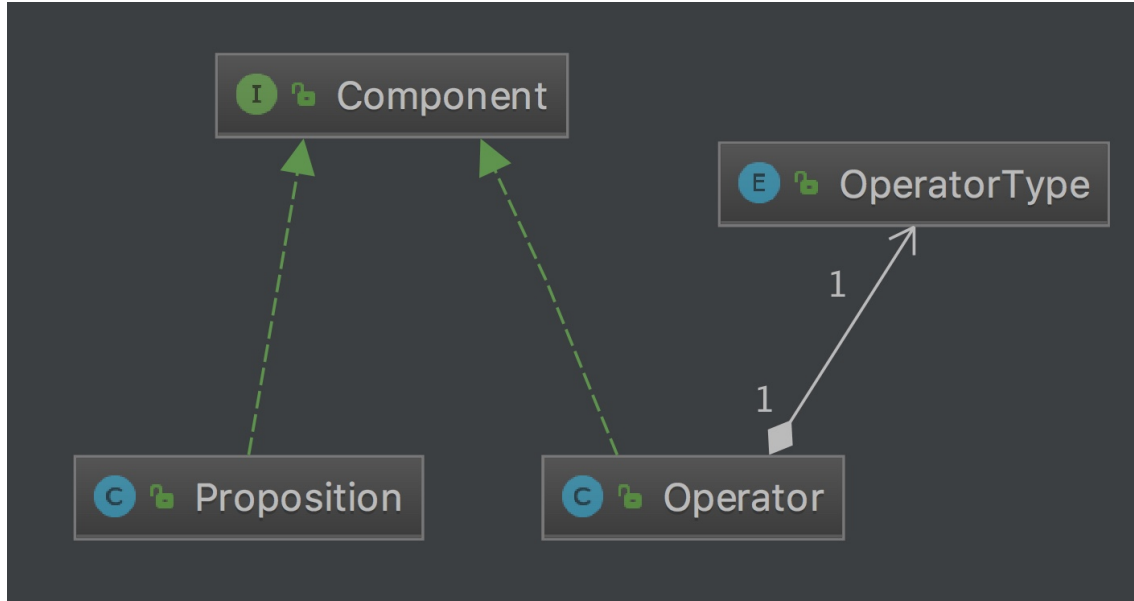 I Component
E OperatorType
1
1
C Proposition
C Operator